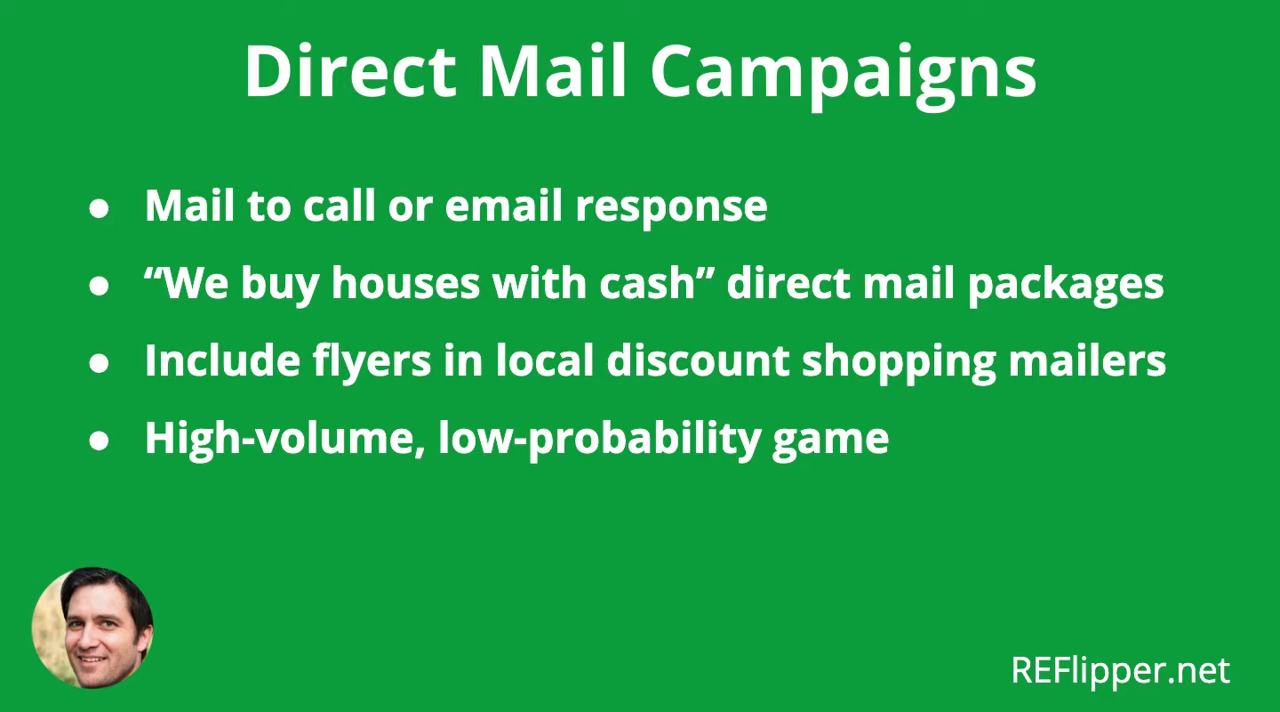 Direct Mail Campaigns
● Mail to call or email response
● “We buy houses with cash” direct mail packages
● Include flyers in local discount shopping mailers
● High-volume, low-probability game
REFlipper.net